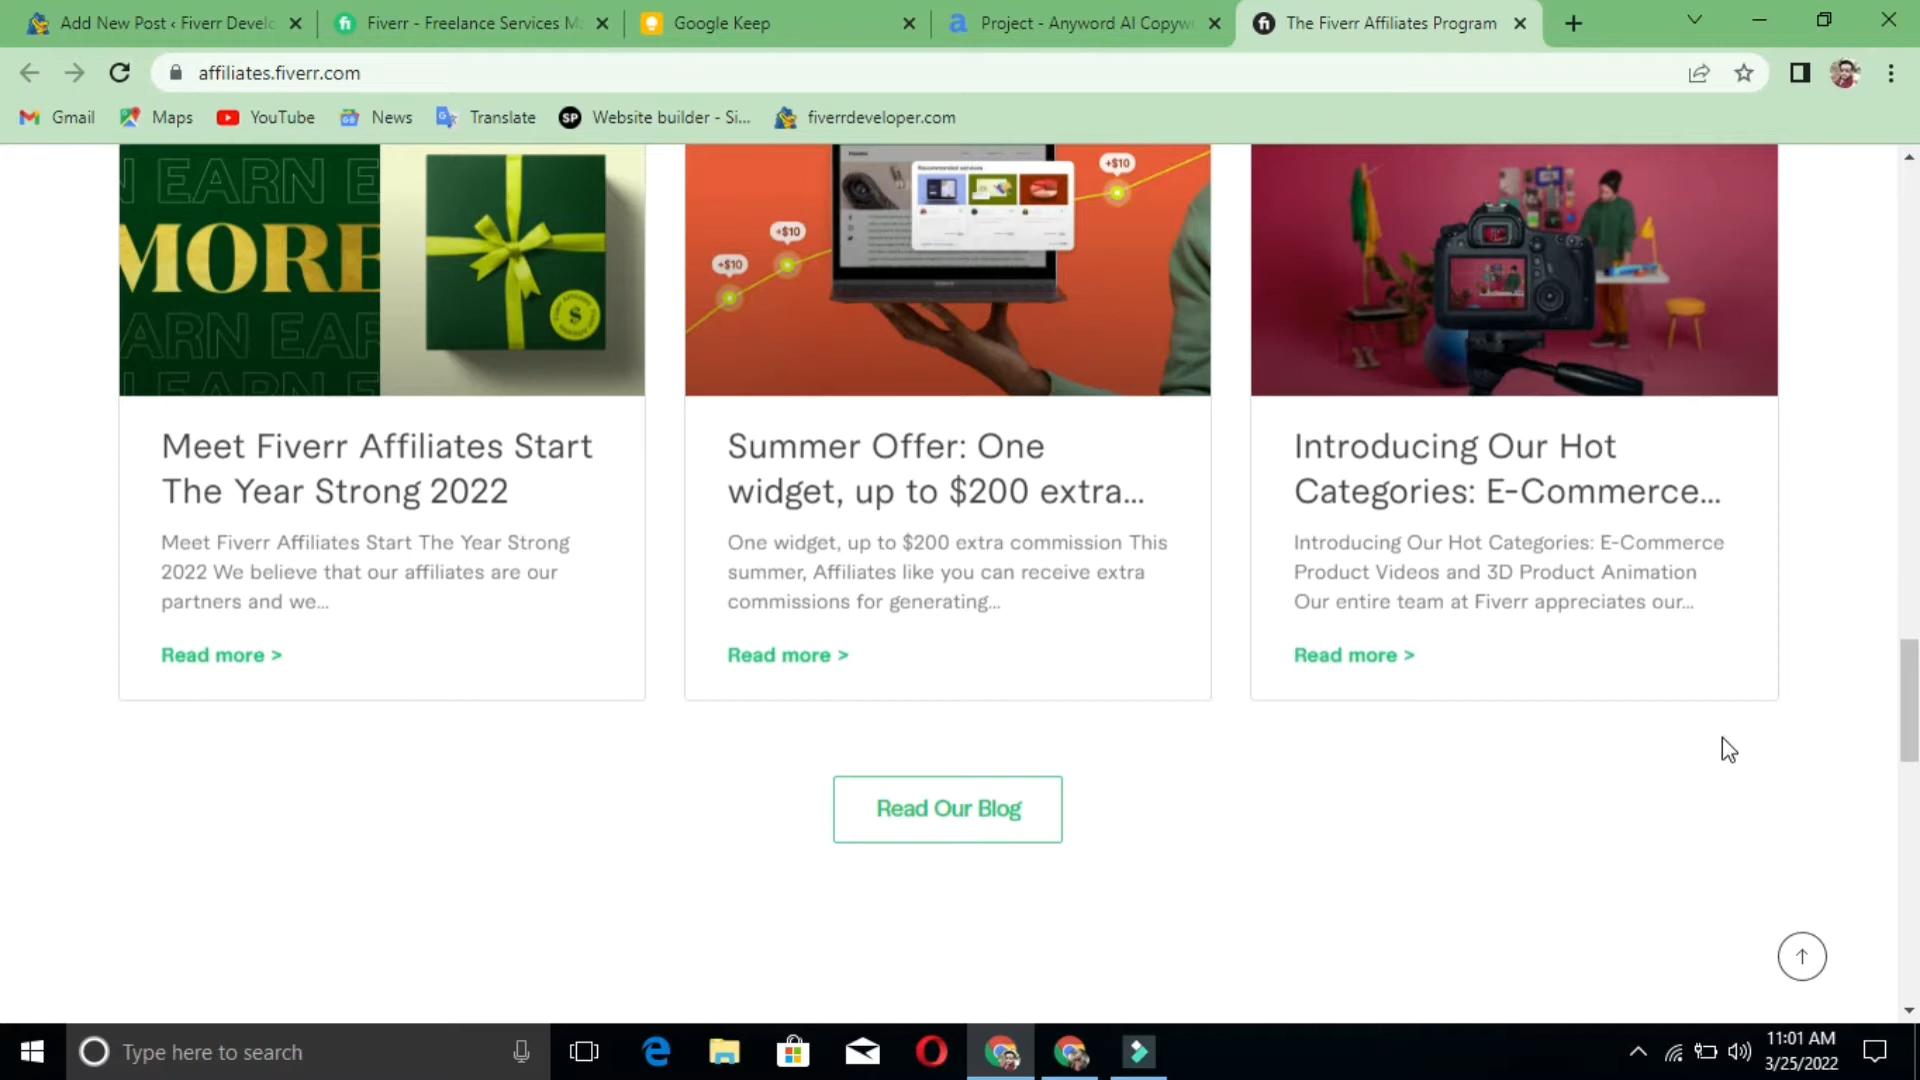 Add New Post ‹ Fiverr Develo
Fiverr - Freelance Services Ma
Google Keep
Project - Anyword AI Copywr
The Fiverr Affiliates Program
affiliates.fiverr.com
Gmail
Maps
YouTube
News
Translate
Website builder - Si...
fiverrdeveloper.com
N EARN E
MORE
ARN EAR
EARN E
$
+$10
+$10
+$10
Recommended services
Meet Fiverr Affiliates Start
The Year Strong 2022
Meet Fiverr Affiliates Start The Year Strong
2022 We believe that our affiliates are our
partners and we...
Read more >
Summer Offer: One
widget, up to $200 extra...
One widget, up to $200 extra commission This
summer, Affiliates like you can receive extra
commissions for generating...
Read more >
Introducing Our Hot
Categories: E-Commerce...
Introducing Our Hot Categories: E-Commerce
Product Videos and 3D Product Animation
Our entire team at Fiverr appreciates our...
Read more >
Read Our Blog
Type here to search
11:01 AM
3/25/2022